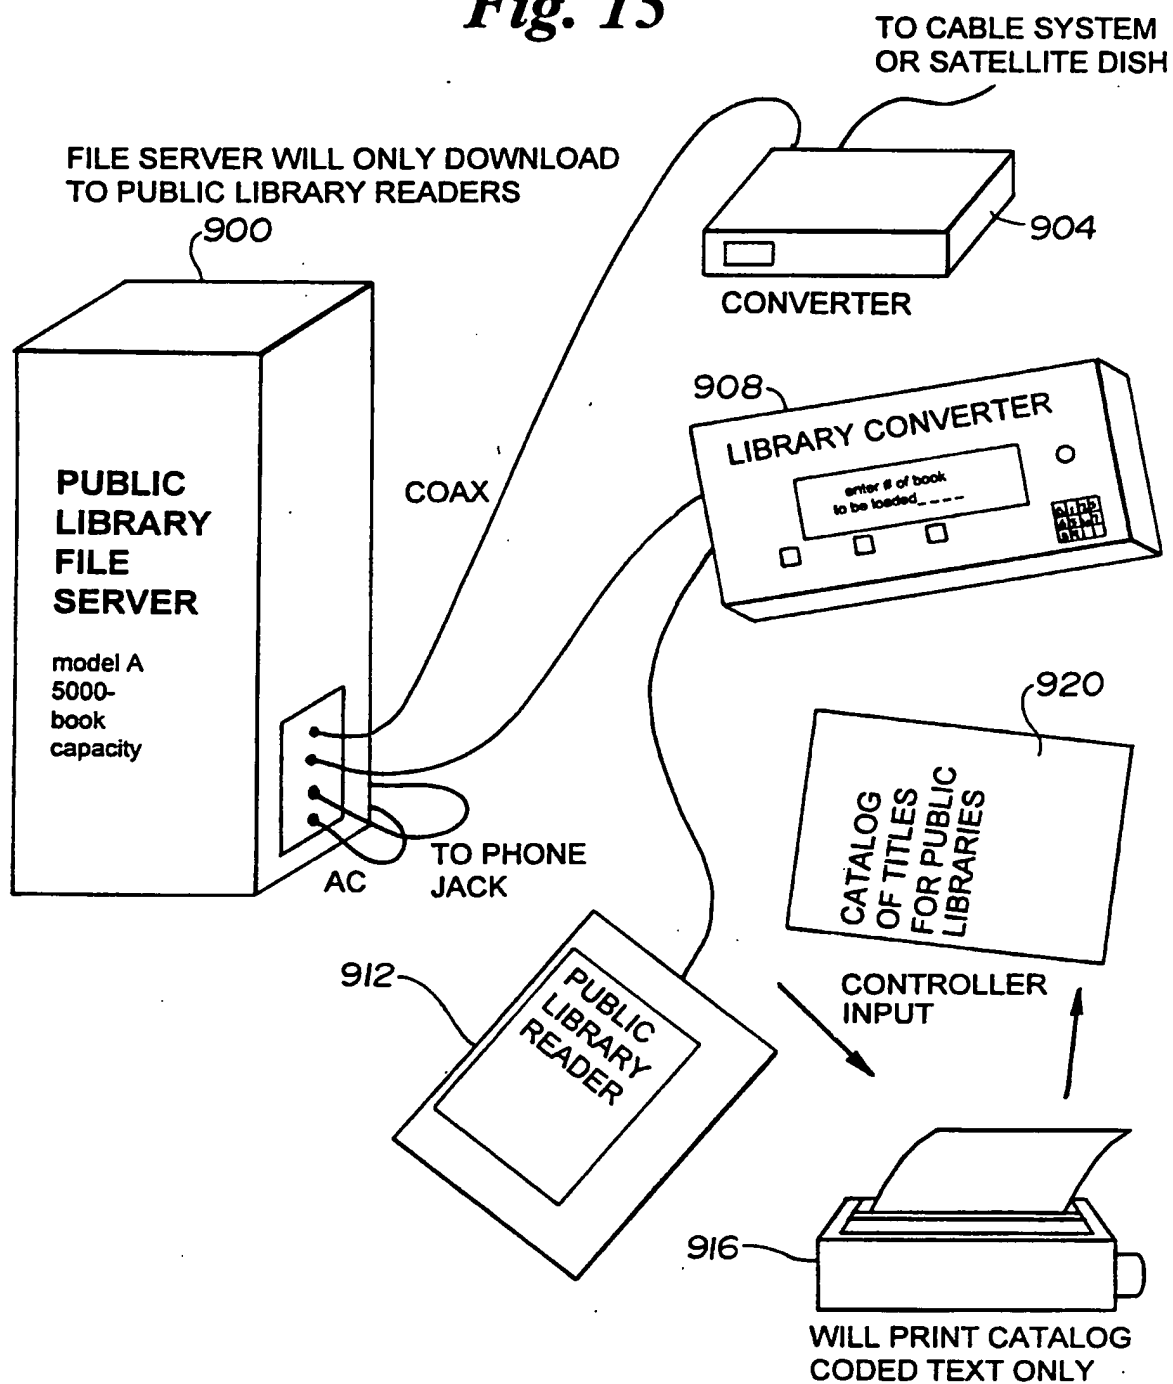 Fig. 15
TO CABLE SYSTEM
OR SATELLITE DISH
FILE SERVER WILL ONLY DOWNLOAD
TO PUBLIC LIBRARY READERS
900
904
CONVERTER
908
LIBRARY CONVERTER
enter # of book
to be loaded_ _ _ _
COAX
PUBLIC
LIBRARY
FILE
SERVER
model A
5000-
book
capacity
AC
TO PHONE
JACK
920
CATALOG
OF TITLES
FOR PUBLIC
LIBRARIES
912
PUBLIC
LIBRARY
READER
CONTROLLER
INPUT
916
WILL PRINT CATALOG
CODED TEXT ONLY